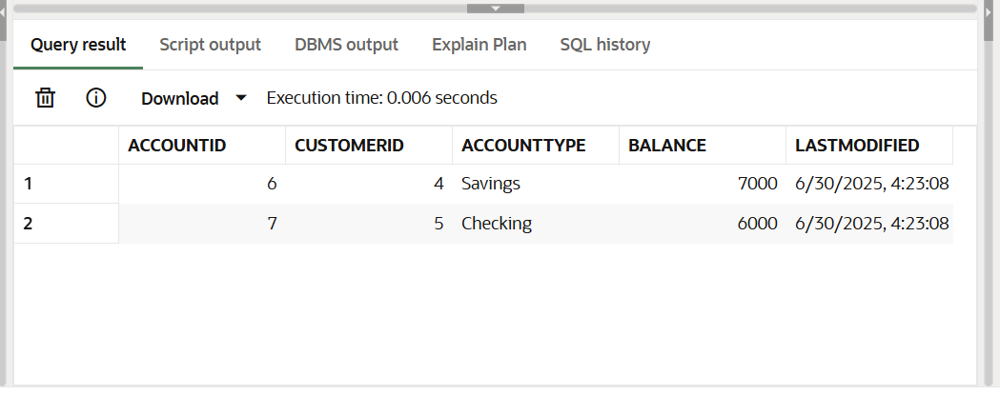 Query result Script output DBMS output Explain Plan SQL history
Download Execution time: 0.006 seconds
ACCOUNTID CUSTOMERID ACCOUNTTYPE BALANCE LASTMODIFIED
1 6 4 Savings 7000 6/30/2025, 4:23:08
2 7 5 Checking 6000 6/30/2025, 4:23:08